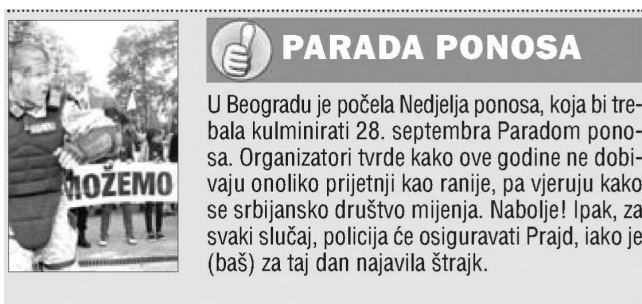 PARADA PONOSA
U Beogradu je počela Nedjelja ponosa, koja bi tre-
bala kulminirati 28. septembra Paradom pono-
sa. Organizatori tvrde kako ove godine ne dobi-
vaju onoliko prijetnji kao ranije, pa vjeruju kako
se srbijansko društvo mijenja. Nabolje! Ipak, za
svaki slučaj, policija će osiguravati Prajd, iako je
(baš) za taj dan najavila štrajk.
MOŽEMO